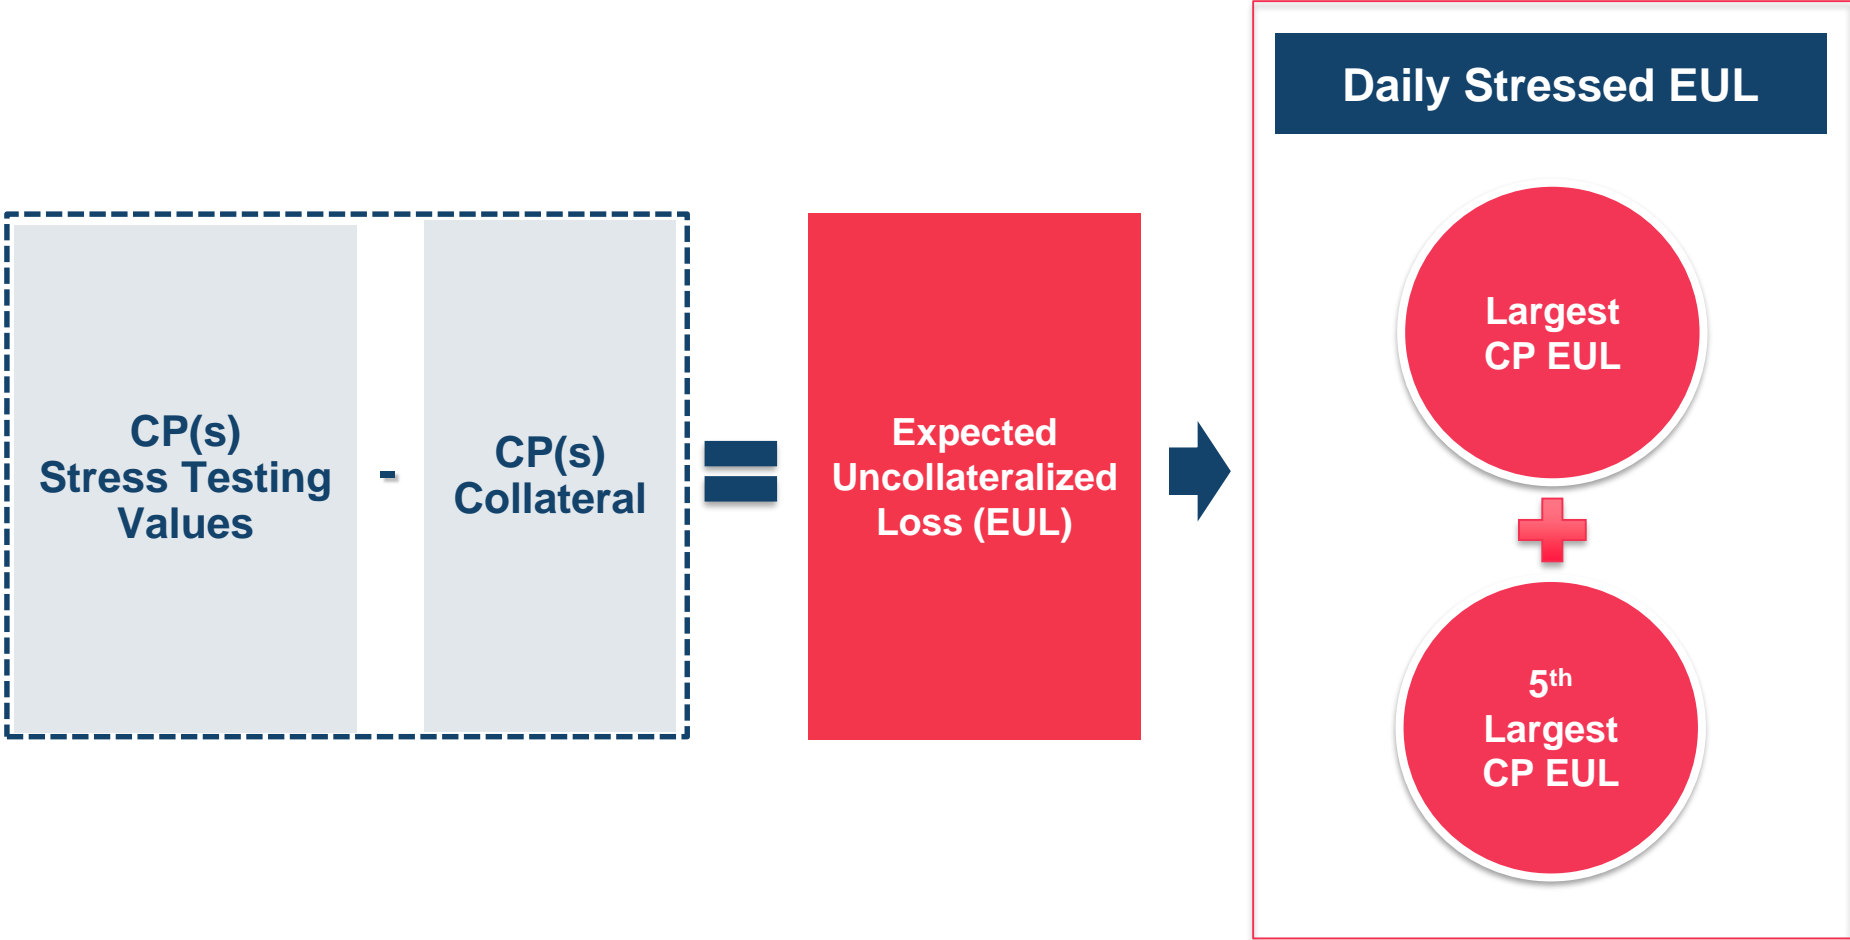 Daily Stressed EUL
CP(s)
Stress Testing
Values
-
CP(s)
Collateral
=
Expected
Uncollateralized
Loss (EUL)
Largest
CP EUL
+
5th
Largest
CP EUL